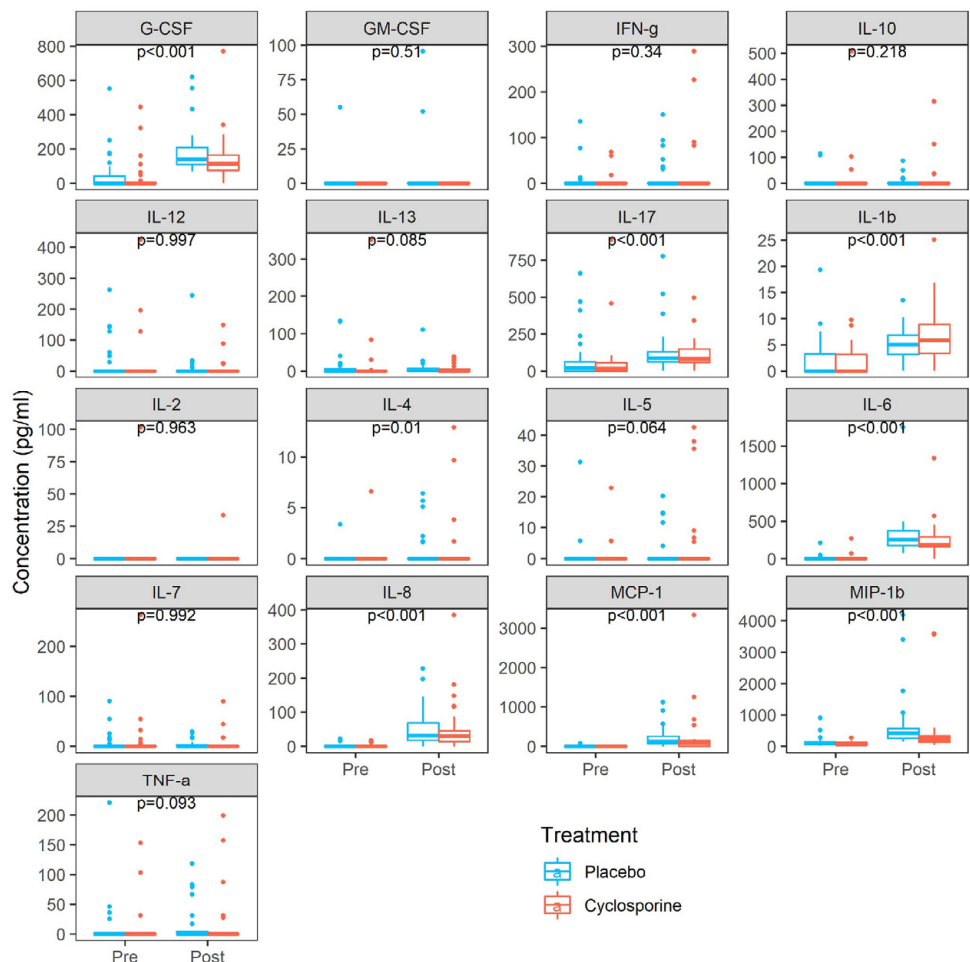 G-CSF GM-CSF IFN-g IL-10
p<0.001 p=0.51 p=0.34 p=0.218
800 600 400 200 0
100 75 50 25 0
300 200 100 0
500 400 300 200 100 0
IL-12 IL-13 IL-17 IL-1b
p=0.997 p=0.085 p<0.001 p<0.001
400 300 200 100 0
300 200 100 0
750 500 250 0
25 20 15 10 5 0
IL-2 IL-4 IL-5 IL-6
p=0.963 p=0.01 p=0.064 p<0.001
100 75 50 25 0
10 5 0
40 30 20 10 0
1500 1000 500 0
IL-7 IL-8 MCP-1 MIP-1b
p=0.992 p<0.001 p<0.001 p<0.001
200 100 0
400 300 200 100 0
3000 2000 1000 0
4000 3000 2000 1000 0
Pre Post Pre Post Pre Post
TNF-a
p=0.093
200 150 100 50 0
Pre Post
Concentration (pg/ml)
Treatment
a Placebo
a Cyclosporine